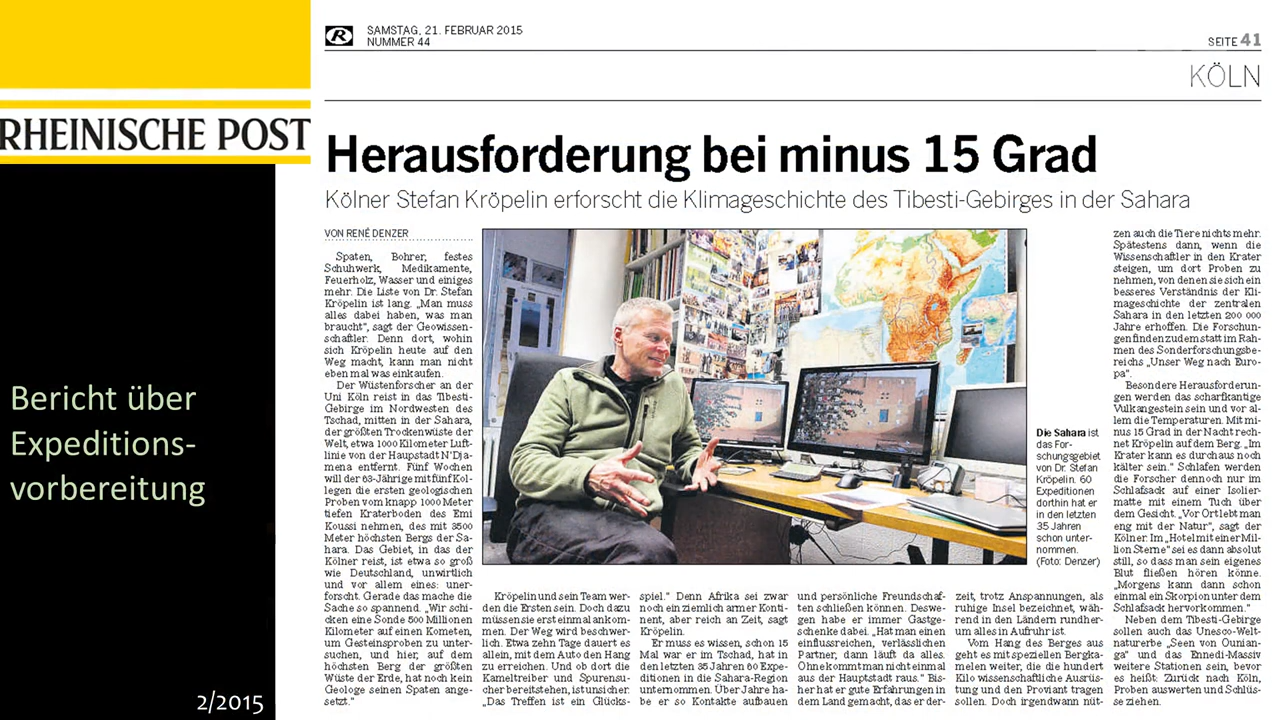 RHEINISCHE POST
Bericht über
Expeditions-
vorbereitung
2/2015
SAMSTAG, 21. FEBRUAR 2015
NUMMER 44
SEITE 41
KÖLN
Herausforderung bei minus 15 Grad
Kölner Stefan Kröpelin erforscht die Klimageschichte des Tibesti-Gebirges in der Sahara
VON RENÉ DENZER
Spaten, Bohrer, festes
Schuhwerk, Medikamente,
Feuerholz, Wasser und einiges
mehr. Die Liste von Dr. Stefan
Kröpelin ist lang. „Man muss
alles dabei haben, was man
braucht“, sagt der Geowissen-
schaftler. Denn dort, wohin
sich Kröpelin heute auf den
Weg macht, kann man nicht
eben mal was einkaufen.
Der Wüstenforscher an der
Uni Köln reist in das Tibesti-
Gebirge im Nordwesten des
Tschad, mitten in der Sahara,
der größten Trockenwüste der
Welt, etwa 1000 Kilometer Luft-
linie von der Haupstadt N'Dja-
mena entfernt. Fünf Wochen
will der 63-Jährige mit fünf Kol-
legen die ersten geologischen
Proben vom knapp 1000 Meter
tiefen Kraterboden des Emi
Koussi nehmen, des mit 3500
Meter höchsten Bergs der Sa-
hara. Das Gebiet, in das der
Kölner reist, ist etwa so groß
wie Deutschland, unwirtlich
und vor allem eines: uner-
forscht. Gerade das mache die
Sache so spannend. „Wir schi-
cken eine Sonde 500 Millionen
Kilometer auf einen Kometen,
um Gesteinsproben zu unter-
suchen, und hier, auf dem
höchsten Berg der größten
Wüste der Erde, hat noch kein
Geologe seinen Spaten ange-
setzt.“
Kröpelin und sein Team wer-
den die Ersten sein. Doch dazu
müssen sie erst einmal ankom-
men. Der Weg wird beschwer-
lich. Etwa zehn Tage dauert es
allein, mit dem Auto den Hang
zu erreichen. Und ob dort die
Kameltreiber und Spurensu-
cher bereitstehen, ist unsicher.
„Das Treffen ist ein Glücks-
spiel.“ Denn Afrika sei zwar
noch ein ziemlich armer Konti-
nent, aber reich an Zeit, sagt
Kröpelin.
Er muss es wissen, schon 15
Mal war er im Tschad, hat in
den letzten 35 Jahren 60 Expe-
ditionen in die Sahara-Region
unternommen. Über Jahre ha-
be er so Kontakte aufbauen
und persönliche Freundschaf-
ten schließen können. Deswe-
gen habe er immer Gastge-
schenke dabei. „Hat man einen
einflussreichen, verlässlichen
Partner, dann läuft da alles.
Ohne kommt man nicht einmal
aus der Hauptstadt raus.“ Bis-
her hat er gute Erfahrungen in
dem Land gemacht, das er der-
zeit, trotz Anspannungen, als
ruhige Insel bezeichnet, wäh-
rend in den Ländern rundher-
um alles in Aufruhr ist.
Vom Hang des Berges aus
geht es mit speziellen Bergka-
melen weiter, die die hundert
Kilo wissenschaftliche Ausrüs-
tung und den Proviant tragen
sollen. Doch irgendwann nüt-
zen auch die Tiere nichts mehr.
Spätestens dann, wenn die
Wissenschaftler in den Krater
steigen, um dort Proben zu
nehmen, von denen sie sich ein
besseres Verständnis der Kli-
mageschichte der zentralen
Sahara in den letzten 200 000
Jahre erhoffen. Die Forschun-
gen finden zudem statt im Rah-
men des Sonderforschungsbe-
reichs „Unser Weg nach Euro-
pa“.
Besondere Herausforderun-
gen werden das scharfkantige
Vulkangestein sein und vor al-
lem die Temperaturen. Mit mi-
nus 15 Grad in der Nacht rech-
net Kröpelin auf dem Berg. „Im
Krater kann es durchaus noch
kälter sein.“ Schlafen werden
die Forscher dennoch nur im
Schlafsack auf einer Isolier-
matte mit einem Tuch über
dem Gesicht. „Vor Ort lebt man
eng mit der Natur“, sagt der
Kölner. Im „Hotel mit einer Mil-
lion Sterne“ sei es dann absolut
still, so dass man sein eigenes
Blut fließen hören könne.
„Morgens kann dann schon
einmal ein Skorpion unter dem
Schlafsack hervorkommen.“
Neben dem Tibesti-Gebirge
sollen auch das Unesco-Welt-
naturerbe „Seen von Ounian-
ga“ und das Ennedi-Massiv
weitere Stationen sein, bevor
es heißt: Zurück nach Köln,
Proben auswerten und Schlüs-
se ziehen.
Die Sahara ist
das For-
schungsgebiet
von Dr. Stefan
Kröpelin. 60
Expeditionen
dorthin hat er
in den letzten
35 Jahren
schon unter-
nommen.
(Foto: Denzer)